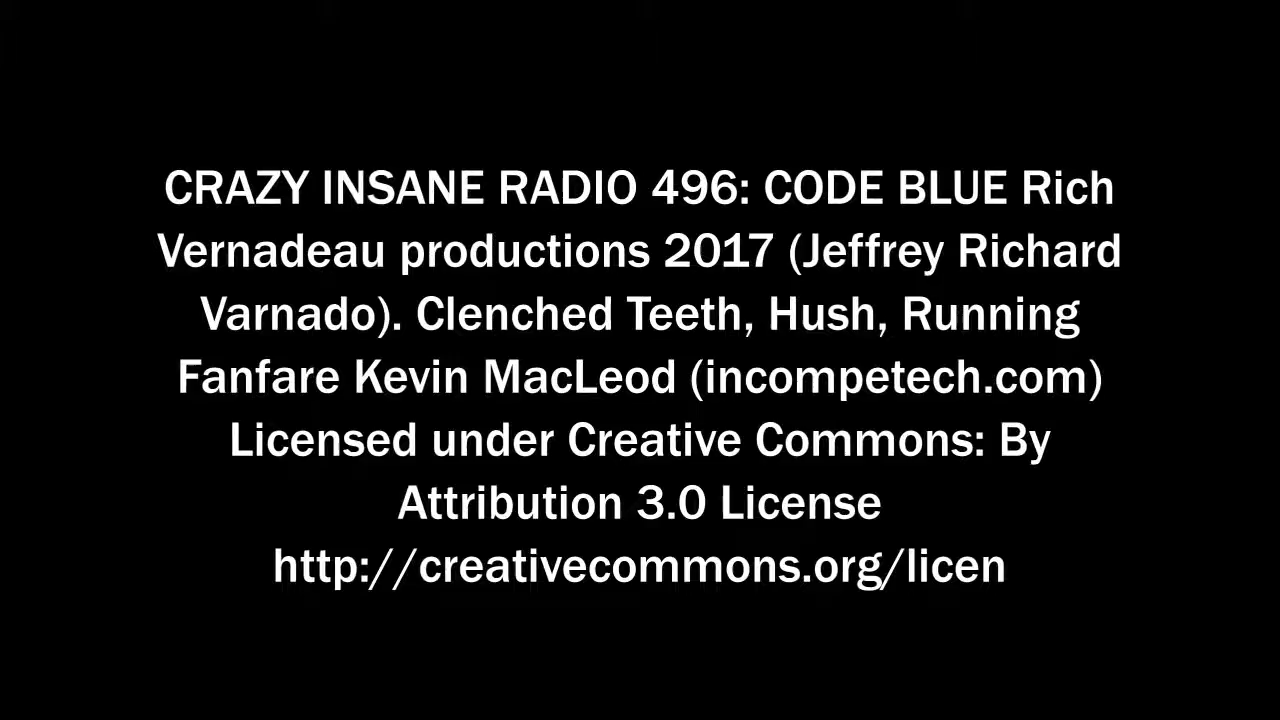 CRAZY INSANE RADIO 496: CODE BLUE Rich
Vernadeau productions 2017 (Jeffrey Richard
Varnado). Clenched Teeth, Hush, Running
Fanfare Kevin MacLeod (incompetech.com)
Licensed under Creative Commons: By
Attribution 3.0 License
http://creativecommons.org/licen